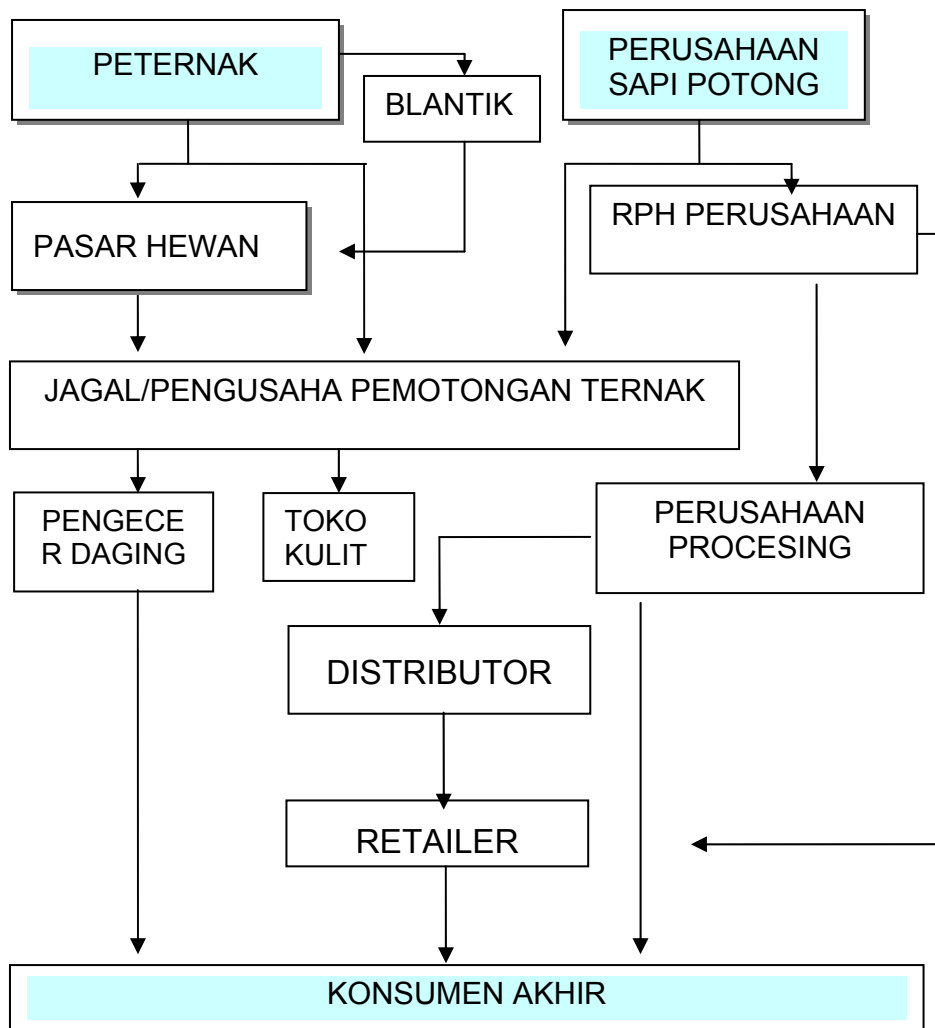 PETERNAK
PERUSAHAAN
SAPI POTONG
BLANTIK
RPH PERUSAHAAN
PASAR HEWAN
JAGAL/PENGUSAHA PEMOTONGAN TERNAK
PENGECE
R DAGING
TOKO
KULIT
PERUSAHAAN
PROCESING
DISTRIBUTOR
RETAILER
KONSUMEN AKHIR